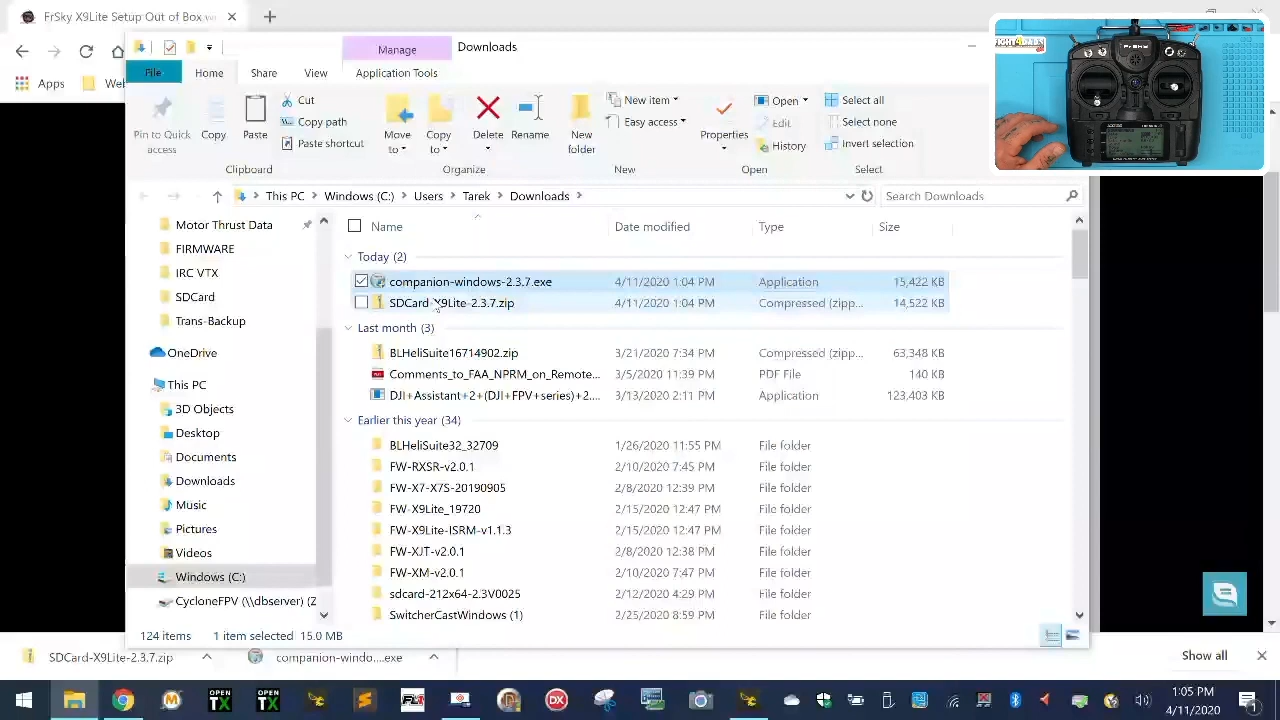 FrSky X9Lite Setup Out of Box
Manage
Downloads
Apps
File
Home
Share
View
Application Tools
Pin to Quick access
Copy
Paste
Cut
Copy path
Paste shortcut
Rename
folder
New item
Easy access
Properties
Open
Edit
History
Select all
Select none
Invert selection
Clipboard
New
Open
Select
This PC
Users
Tarek
Downloads
Search Downloads
Motor Thrust Data
FIRMWARE
IRC VTX
SDCard
Trans-Backup
OneDrive
This PC
3D Objects
Desktop
Documents
Downloads
Music
Pictures
Videos
Windows (C:)
CycloneFPV (\\dbserver) (Z
Name Date modified Type Size
Today (2)
companion-windows-2.3.7.exe 4/11/2020 1:04 PM Application 15,422 KB
SDCard-X9Lite-2.3.7.zip 4/11/2020 1:04 PM Compressed (zipp... 14,522 KB
Last month (3)
BLHeliSuite16714902.zip 3/21/2020 7:34 PM Compressed (zipp... 63,348 KB
Comments_to_FAA_NPRM_on_Remote... 3/5/2020 11:39 PM PDF File 140 KB
DJI+Assistant+2+(DJI+FPV+series)+2.... 3/13/2020 2:11 PM Application 123,403 KB
Earlier this year (34)
BLHeliSuite32_32709 1/26/2020 11:55 PM File folder
FW-RXSR-v2.0.1 2/10/2020 7:45 PM File folder
FW-X7-X7S-20190905 2/8/2020 12:39 PM File folder
FW-X9Lite_19720 2/15/2020 12:47 PM File folder
FW-X9Lite-ISRM-v1.1.3 2/15/2020 12:47 PM File folder
FW-XJT-v2.0.1 2/8/2020 12:38 PM File folder
FW-XM-v2.0.1 2/10/2020 7:47 PM File folder
sdcard-212x64-2.3V0025 2/12/2020 4:29 PM File folder
2/25/2020 8:59 PM File folder
124 items 1 item selected 15.0 MB
SDCard-X9Lite-2.3.7.zip
companion-windo....exe
Show all
OPEN TX
OPEN TX
DX
1:05 PM
4/11/2020
FrSky